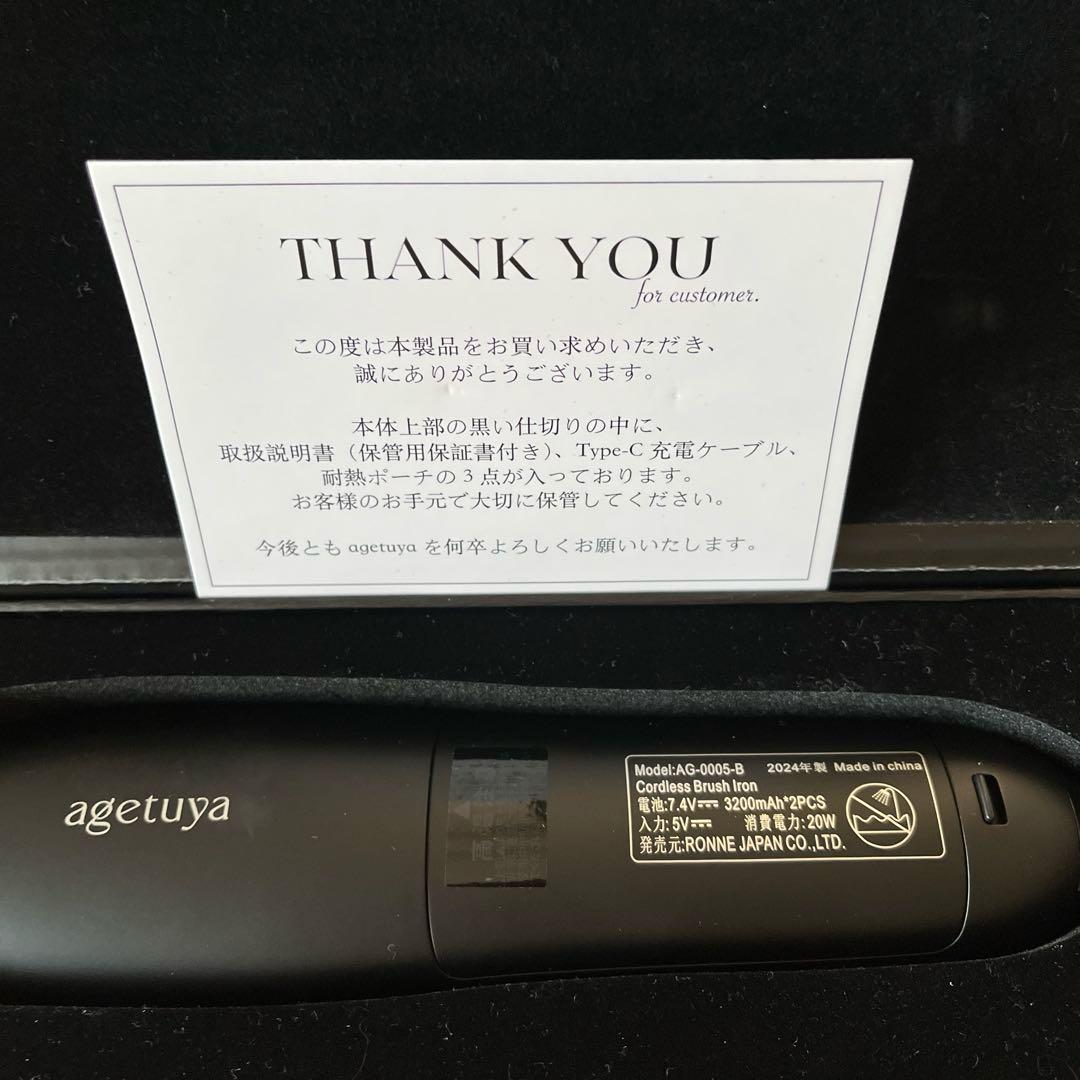 THANK YOU
for customer.
この度は本製品をお買い求めいただき、
誠にありがとうございます。
本体上部の黒い仕切りの中に、
取扱説明書（保管用保証書付き）、Type-C 充電ケーブル、
耐熱ポーチの3点が入っております。
お客様のお手元で大切に保管してください。
今後とも agetuya を何卒よろしくお願いいたします。
agetuya
Model:AG-0005-B 2024年製 Made in china
Cordless Brush Iron
電池:7.4V⎓ 3200mAh*2PCS
入力:5V⎓ 消費電力:20W
発売元:RONNE JAPAN CO.,LTD.